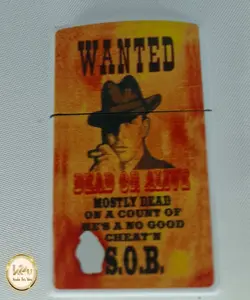 WANTED
DEAD OR ALIVE
MOSTLY DEAD
ON A COUNT OF
HE'S A NO GOOD
CHEAT'N
S.O.B.